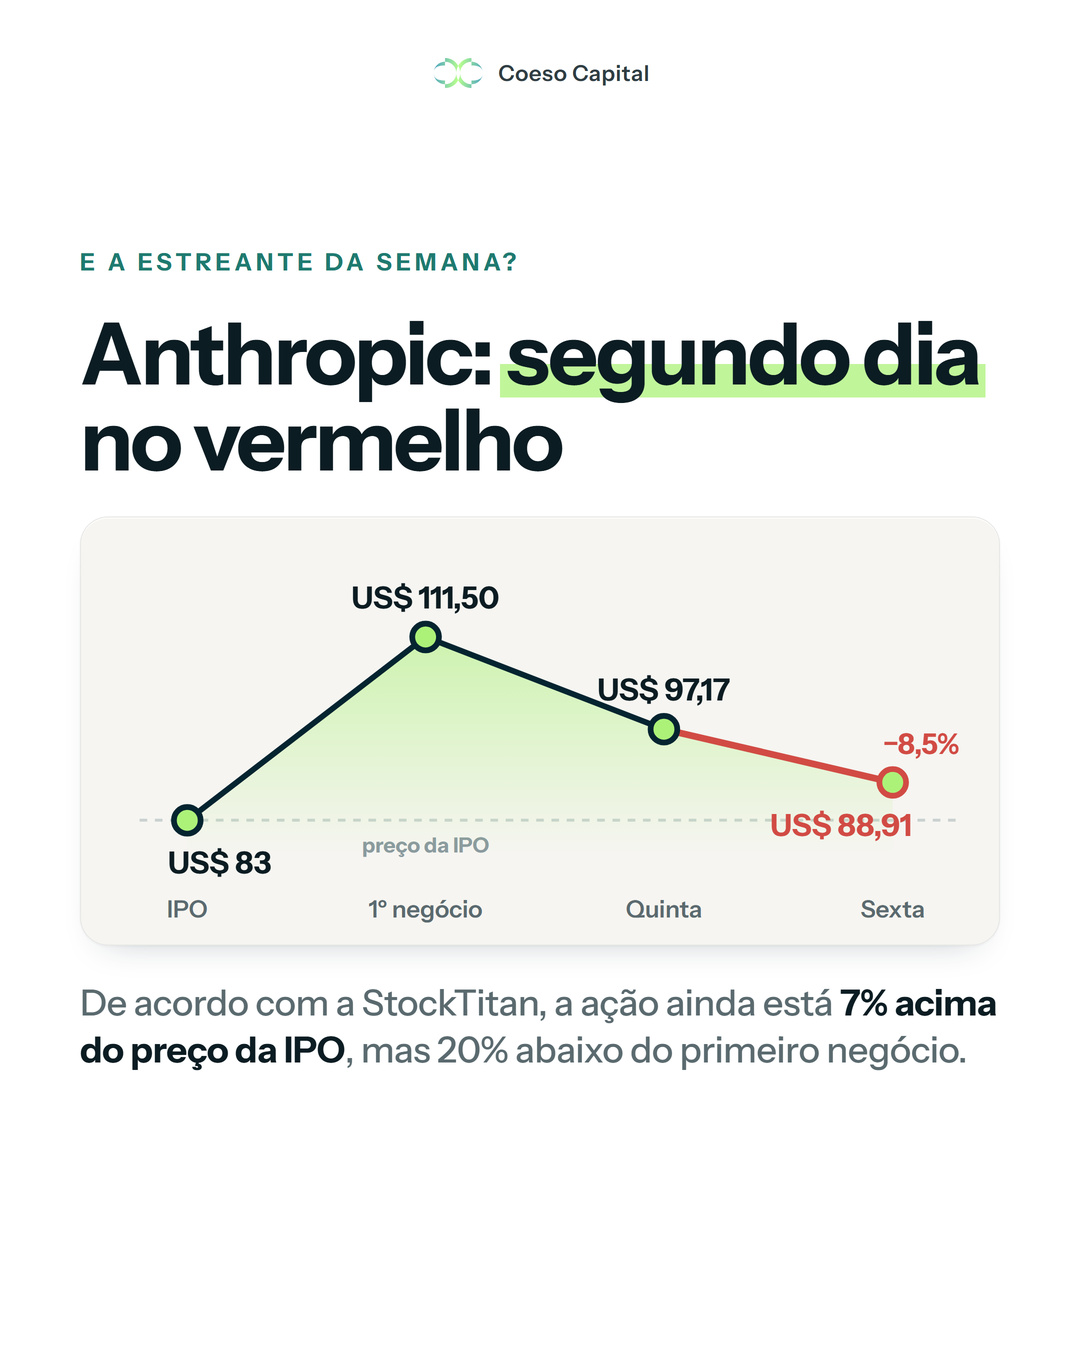 Coeso Capital
E A ESTREANTE DA SEMANA?
Anthropic: segundo dia
no vermelho
US$ 111,50
US$ 97,17
−8,5%
US$ 88,91
preço da IPO
US$ 83
IPO
1º negócio
Quinta
Sexta
De acordo com a StockTitan, a ação ainda está 7% acima
do preço da IPO, mas 20% abaixo do primeiro negócio.